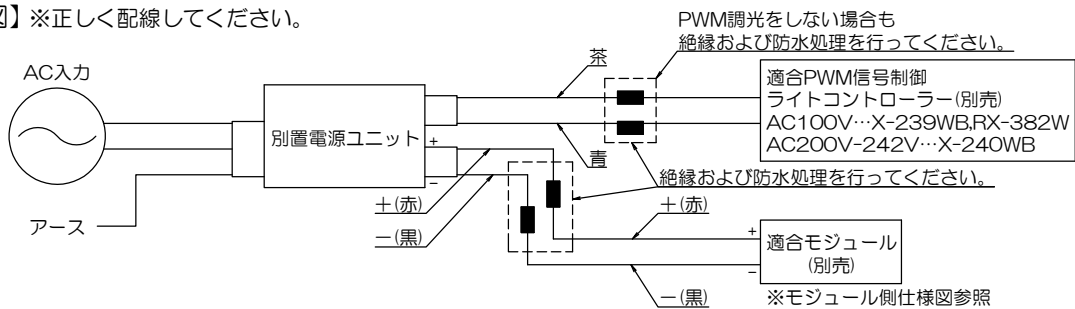 図】※正しく配線してください。
PWM調光をしない場合も
絶縁および防水処理を行ってください。
AC入力
茶
適合PWM信号制御
ライトコントローラー(別売)
AC100V…X-239WB,RX-382W
AC200V-242V…X-240WB
別置電源ユニット
+
-
青
絶縁および防水処理を行ってください。
+(赤)
-(黒)
アース
+(赤)
+
-
適合モジュール
(別売)
-(黒)
※モジュール側仕様図参照